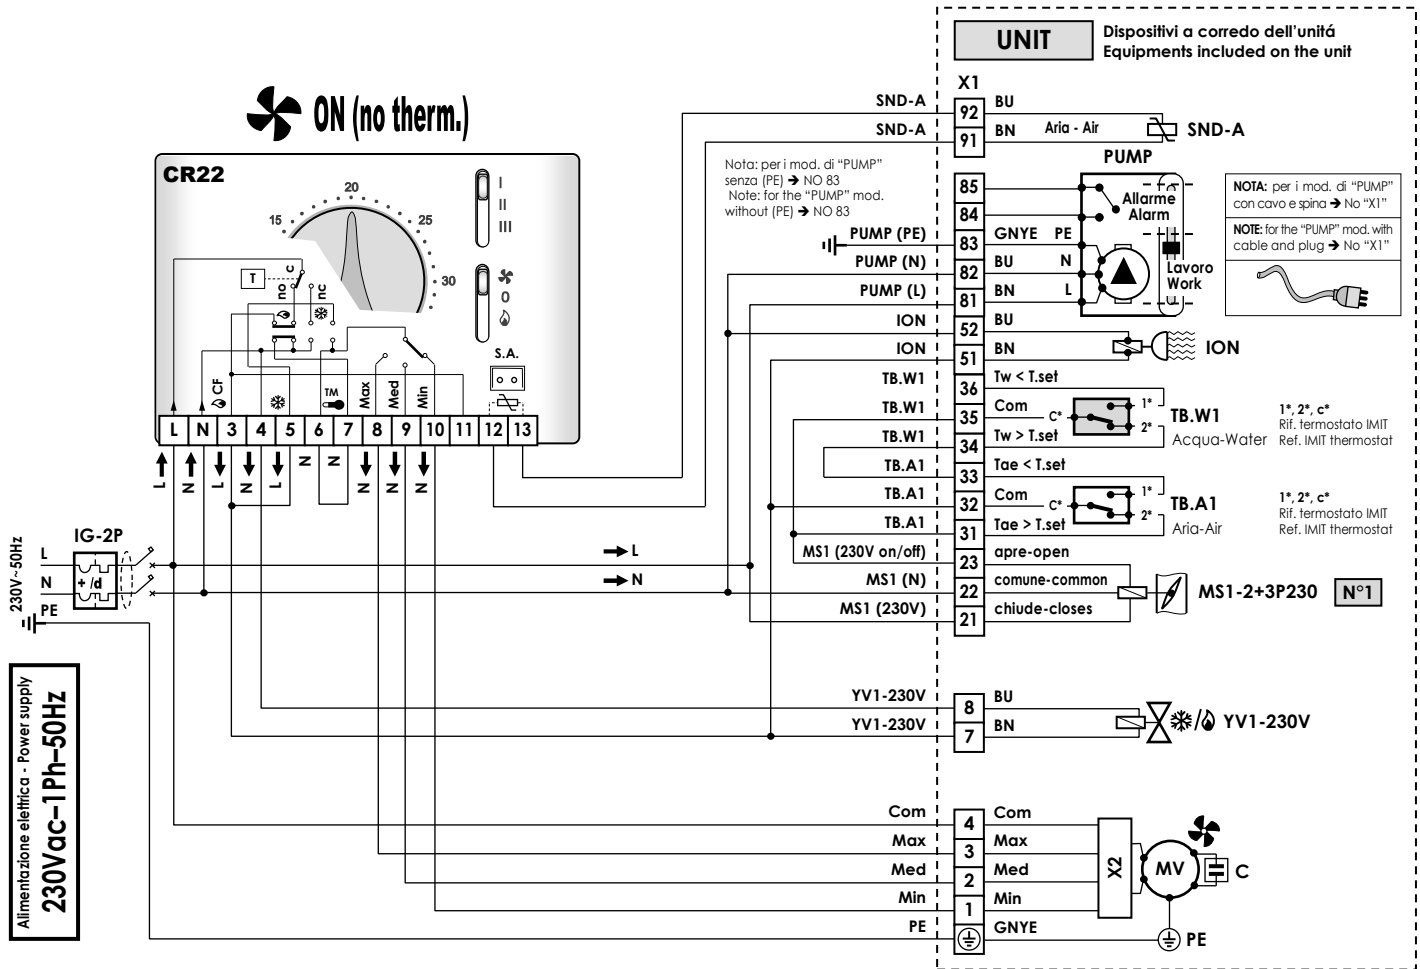 UNIT
Dispositivi a corredo dell'unitá
Equipments included on the unit
X1
ON (no therm.)
CR22
15
20
25
30
I
II
III
0
T
c
no
nc
S.A.
CF
TM
Max
Med
Min
L N 3 4 5 6 7 8 9 10 11 12 13
L
N
L
N
L
N
N
N
N
N
Nota: per i mod. di "PUMP"
senza (PE) ➔ NO 83
Note: for the "PUMP" mod.
without (PE) ➔ NO 83
SND-A 92 BU
SND-A 91 BN Aria - Air SND-A
PUMP
85
84
Allarme
Alarm
PUMP (PE) 83 GNYE PE
PUMP (N) 82 BU N
PUMP (L) 81 BN L
Lavoro
Work
NOTA: per i mod. di "PUMP"
con cavo e spina ➔ No "X1"
NOTE: for the "PUMP" mod. with
cable and plug ➔ No "X1"
ION 52 BU
ION 51 BN
ION
TB.W1 36 Tw < T.set
TB.W1 35 Com C* 1* 2*
TB.W1 34 Tw > T.set
TB.W1
Acqua-Water
1*, 2*, c*
Rif. termostato IMIT
Ref. IMIT thermostat
TB.A1 33 Tae < T.set
TB.A1 32 Com C* 1* 2*
TB.A1 31 Tae > T.set
TB.A1
Aria-Air
1*, 2*, c*
Rif. termostato IMIT
Ref. IMIT thermostat
MS1 (230V on/off) 23 apre-open
MS1 (N) 22 comune-common
MS1 (230V) 21 chiude-closes
MS1-2+3P230 N°1
IG-2P
230V~50Hz
L
N
PE
+ /d
➔ L
➔ N
YV1-230V 8 BU
YV1-230V 7 BN
/ YV1-230V
Com 4 Com
Max 3 Max
Med 2 Med
Min 1 Min
PE GNYE
X2
MV
C
PE
Alimentazione elettrica - Power supply
230Vac–1Ph–50Hz